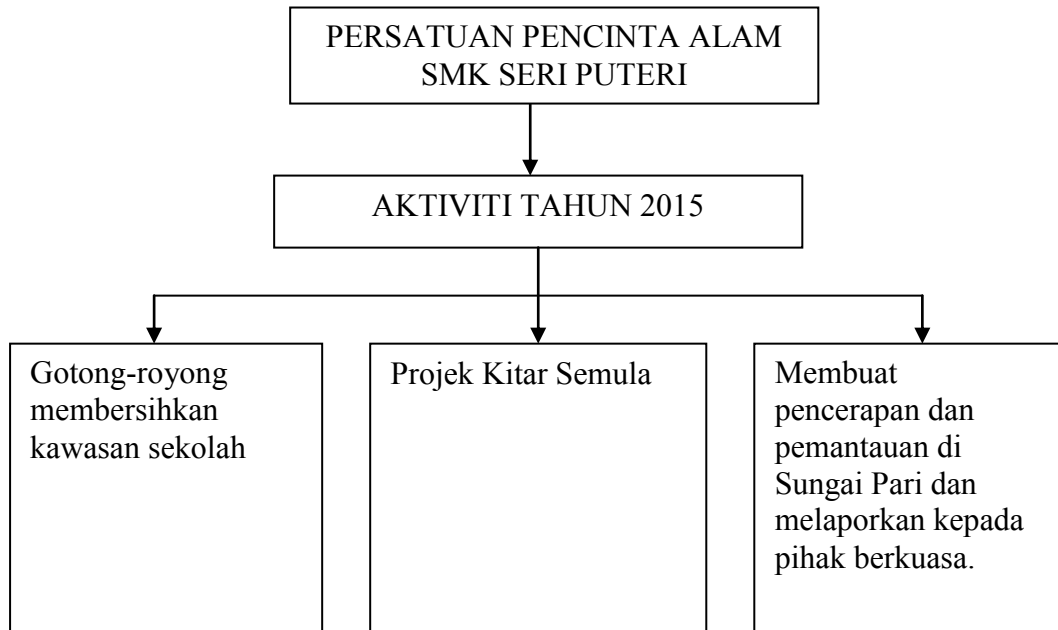 PERSATUAN PENCINTA ALAM
SMK SERI PUTERI
AKTIVITI TAHUN 2015
Gotong-royong
membersihkan
kawasan sekolah
Projek Kitar Semula
Membuat
pencerapan dan
pemantauan di
Sungai Pari dan
melaporkan kepada
pihak berkuasa.